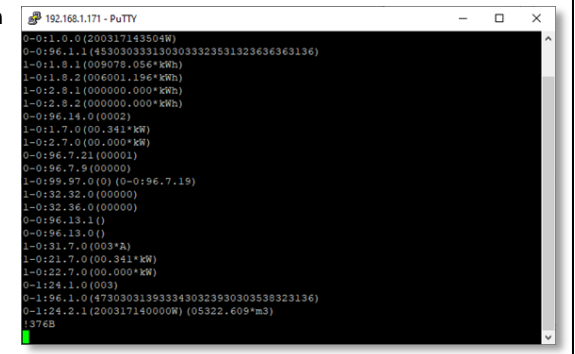 192.168.1.171 - PuTTY
0-0:1.0.0(200317143504W)
0-0:96.1.1(4530303331303033323531323636363136)
1-0:1.8.1(009078.056*kWh)
1-0:1.8.2(006001.196*kWh)
1-0:2.8.1(000000.000*kWh)
1-0:2.8.2(000000.000*kWh)
0-0:96.14.0(0002)
1-0:1.7.0(00.341*kW)
1-0:2.7.0(00.000*kW)
0-0:96.7.21(00001)
0-0:96.7.9(00000)
1-0:99.97.0(0)(0-0:96.7.19)
1-0:32.32.0(00000)
1-0:32.36.0(00000)
0-0:96.13.1()
0-0:96.13.0()
1-0:31.7.0(003*A)
1-0:21.7.0(00.341*kW)
1-0:22.7.0(00.000*kW)
0-1:24.1.0(003)
0-1:96.1.0(4730303139333430323930303538323136)
0-1:24.2.1(200317140000W)(05322.609*m3)
!376B